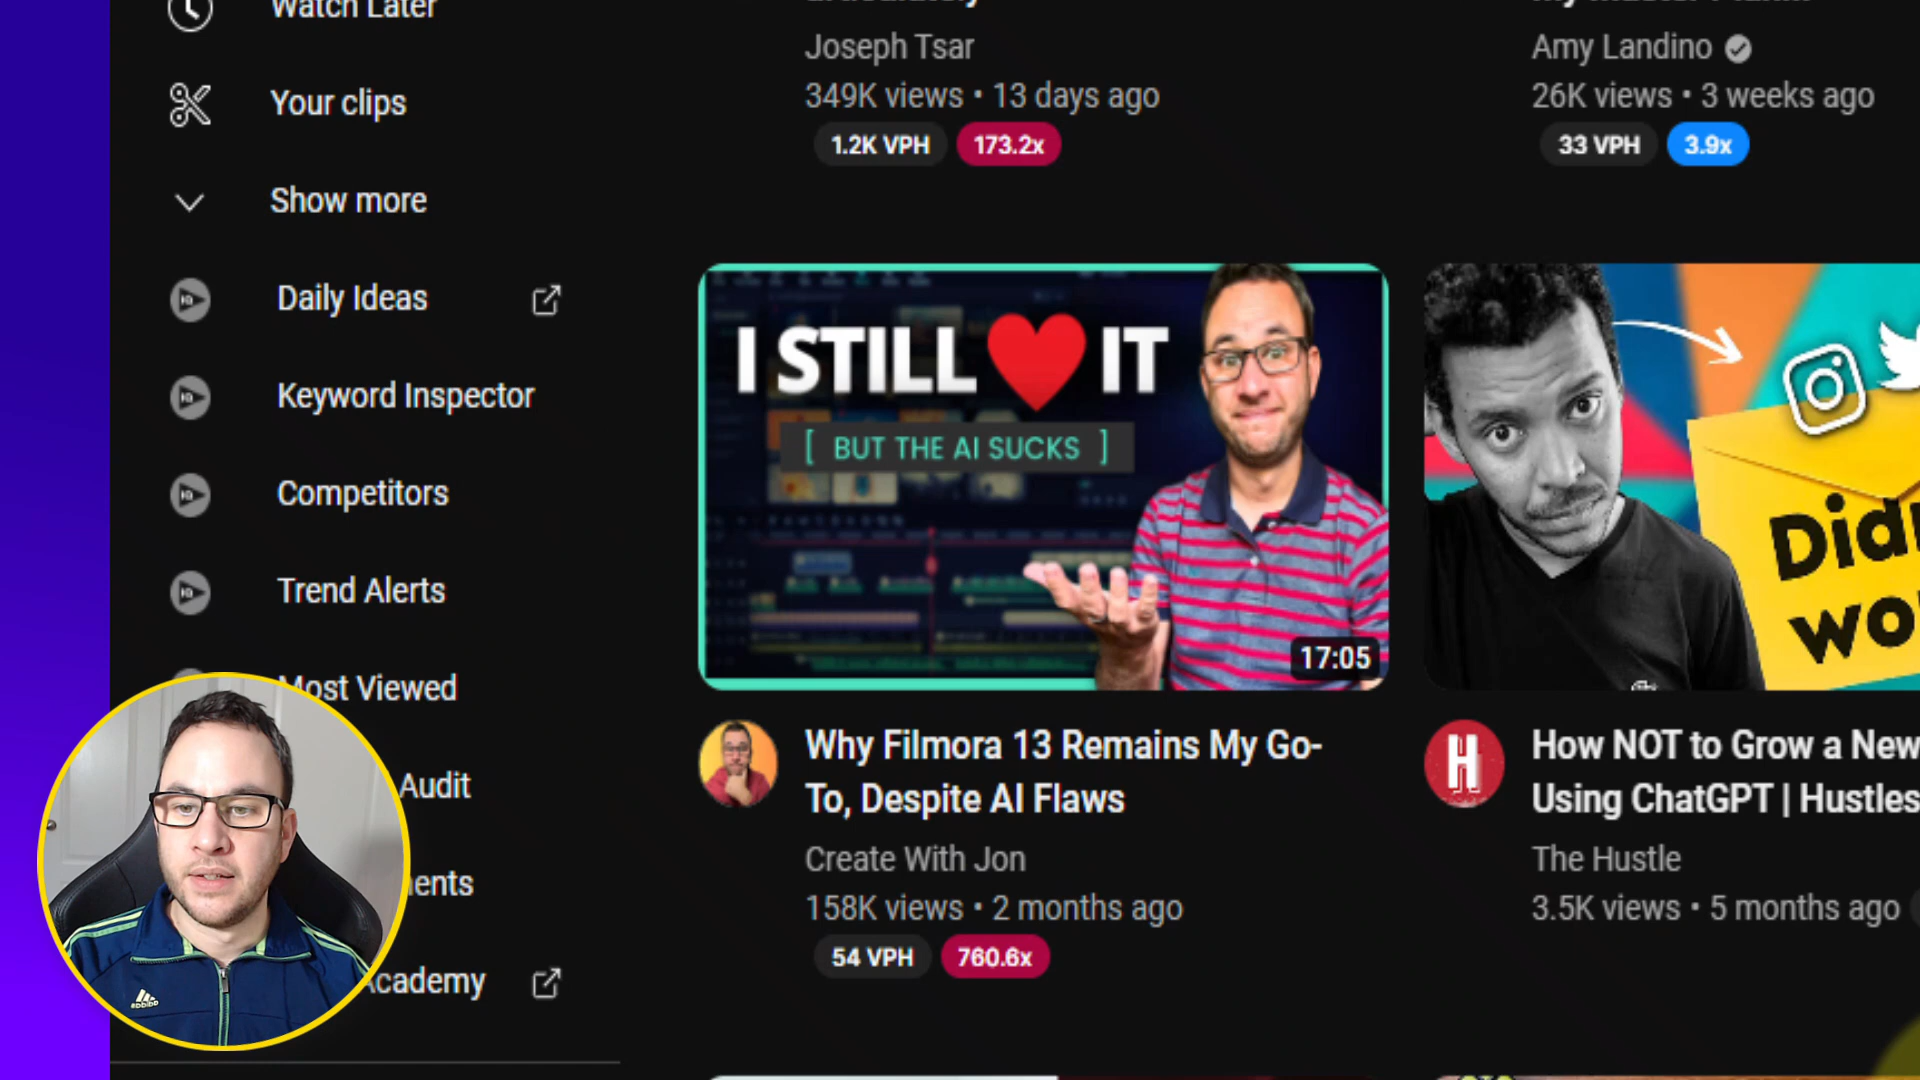 Watch Later
Your clips
Show more
Daily Ideas
Keyword Inspector
Competitors
Trend Alerts
Most Viewed
Audit
Academy
Joseph Tsar
349K views • 13 days ago
1.2K VPH 173.2x
Amy Landino
26K views • 3 weeks ago
33 VPH 3.9x
I STILL IT
[ BUT THE AI SUCKS ]
17:05
Why Filmora 13 Remains My Go-
To, Despite AI Flaws
Create With Jon
158K views • 2 months ago
54 VPH 760.6x
H
How NOT to Grow a New
Using ChatGPT | Hustles
The Hustle
3.5K views • 5 months ago
adidas